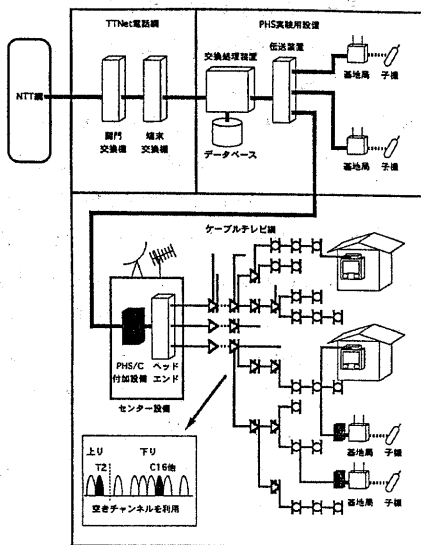 TTNet電話網
PHS実験用設備
NTT網
関門
交換機
端末
交換機
交換処理装置
データベース
伝送装置
基地局
子機
基地局
子機
ケーブルテレビ網
PHS/C
付加設備
ヘッド
エンド
センター設備
上り
下り
T2
C16他
空きチャンネルを利用
基地局
子機
基地局
子機